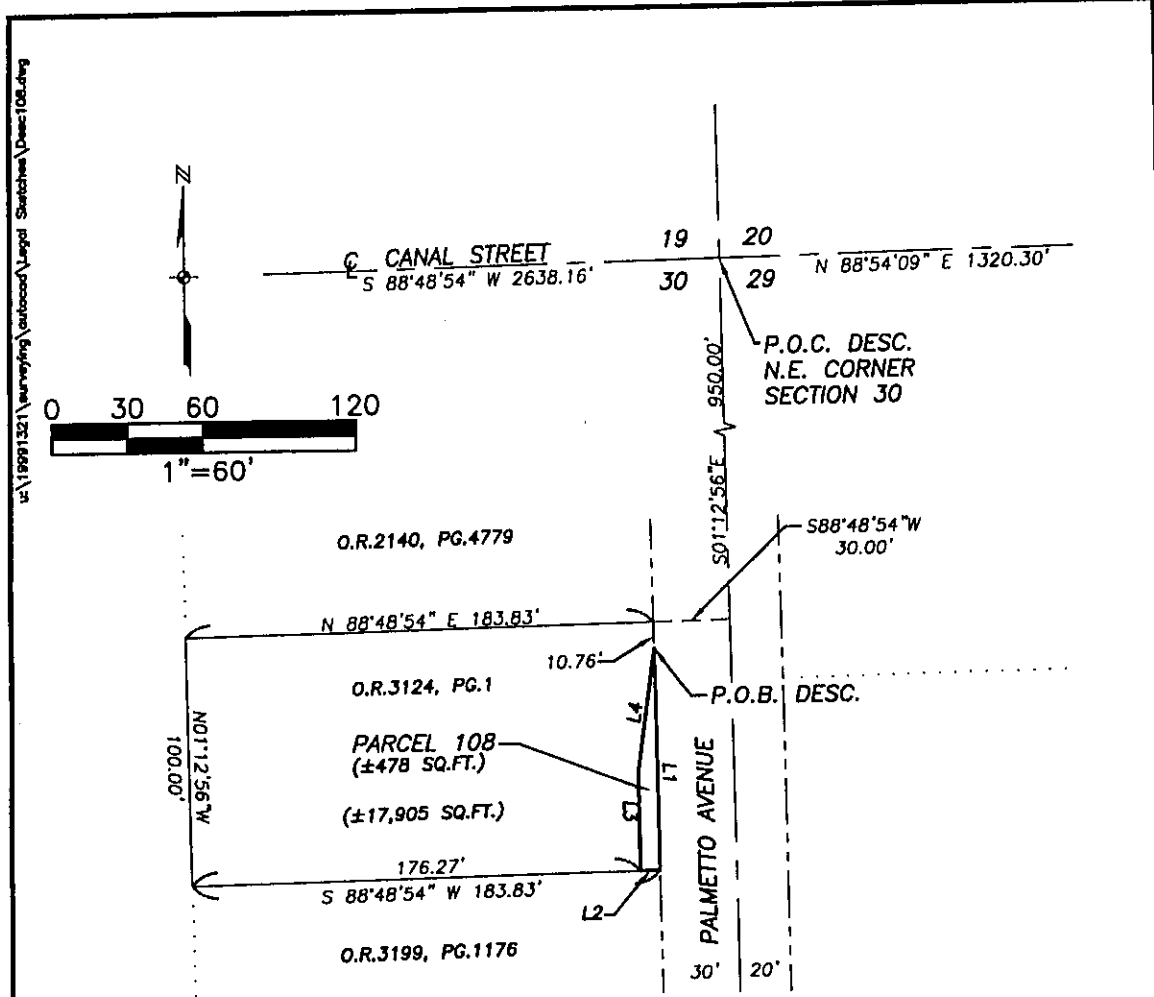 u:\19991321\surveying\autocad\Legal Sketches\Desc108.dwg
N
19 20
℄ CANAL STREET
S 88°48'54" W 2638.16'
30 29
N 88°54'09" E 1320.30'
P.O.C. DESC.
N.E. CORNER
SECTION 30
S01°12'56"E 950.00'
0 30 60 120
1"=60'
O.R.2140, PG.4779
S88°48'54"W
30.00'
N 88°48'54" E 183.83'
10.76'
O.R.3124, PG.1
P.O.B. DESC.
L4
N01°12'56"W
100.00'
PARCEL 108
(±478 SQ.FT.)
L1
L3
(±17,905 SQ.FT.)
PALMETTO AVENUE
176.27'
S 88°48'54" W 183.83'
L2
O.R.3199, PG.1176
30' 20'